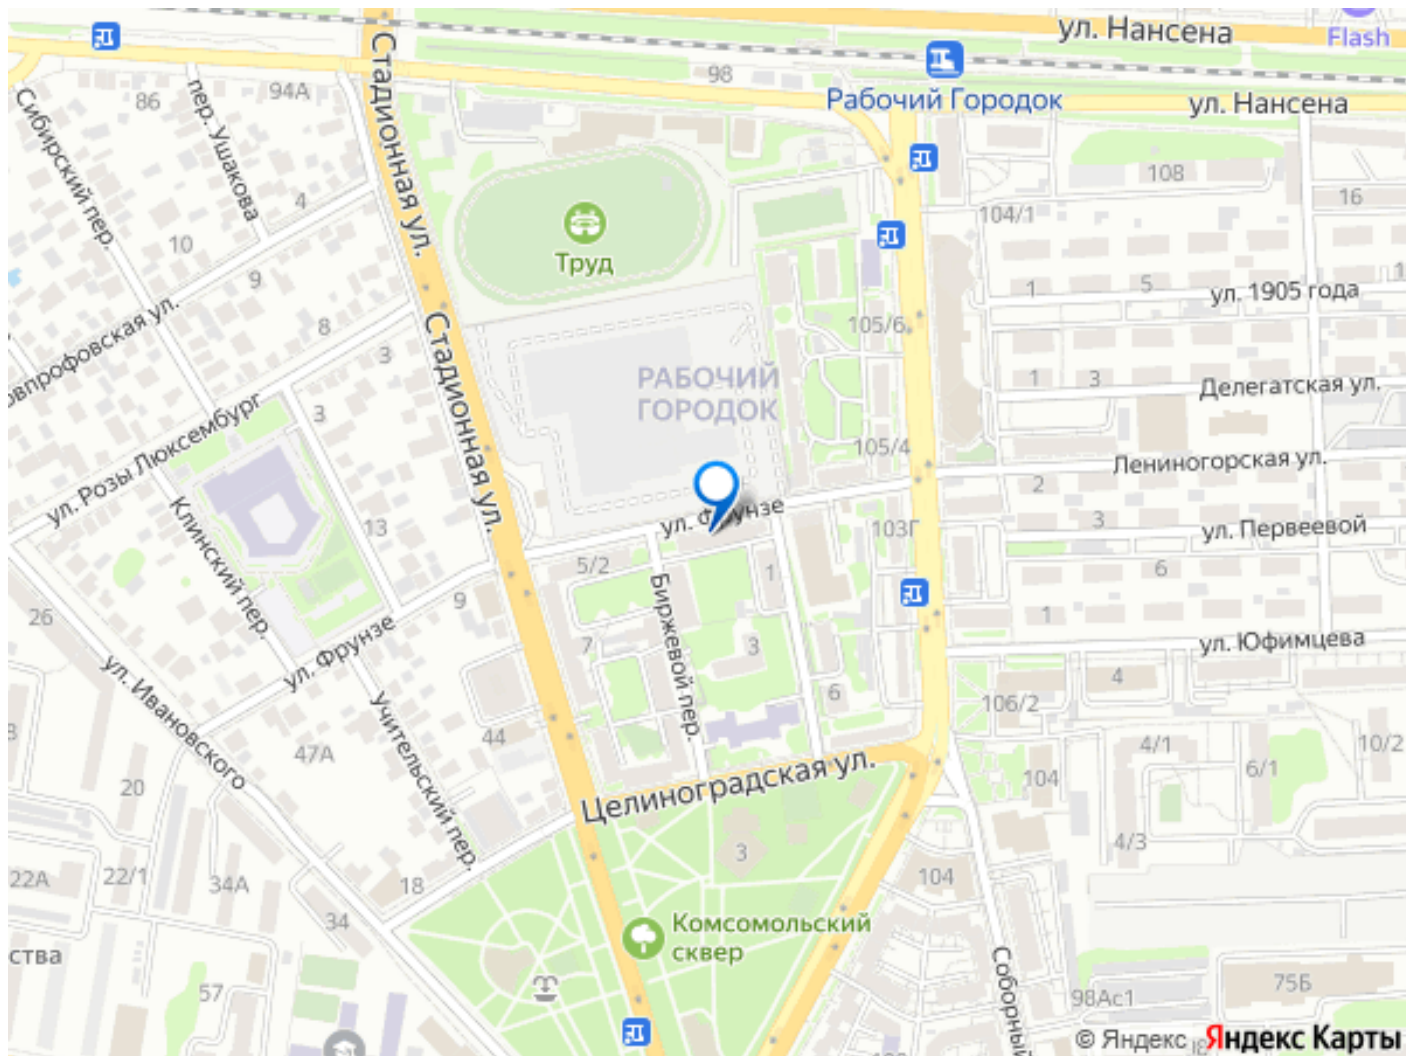 ул. Нансена
Flash
98
Рабочий Городок
ул. Нансена
86
94А
пер. Ушакова
Сибирский пер.
Стадионная ул.
4
108
16
104/1
10
Труд
9
1
5
ул. 1905 года
8
105/6
3
Стадионная ул.
РАБОЧИЙ
ГОРОДОК
1
3
Делегатская ул.
3
ул. Розы Люксембург
105/4
Лениногорская ул.
2
Клинский пер.
13
ул. Фрунзе
103Г
3
ул. Первеевой
5/2
1
6
Биржевой пер.
26
9
1
ул. Фрунзе
7
3
ул. Юфимцева
ул. Ивановского
4
6
106/2
Учительский пер.
47А
44
4/1
10/2
6/1
104
20
Целиноградская ул.
3
4/3
22А
22/1
34А
18
104
34
Комсомольский
сквер
ства
57
Соборный
75Б
98Ас1
© Яндекс Яндекс Карты